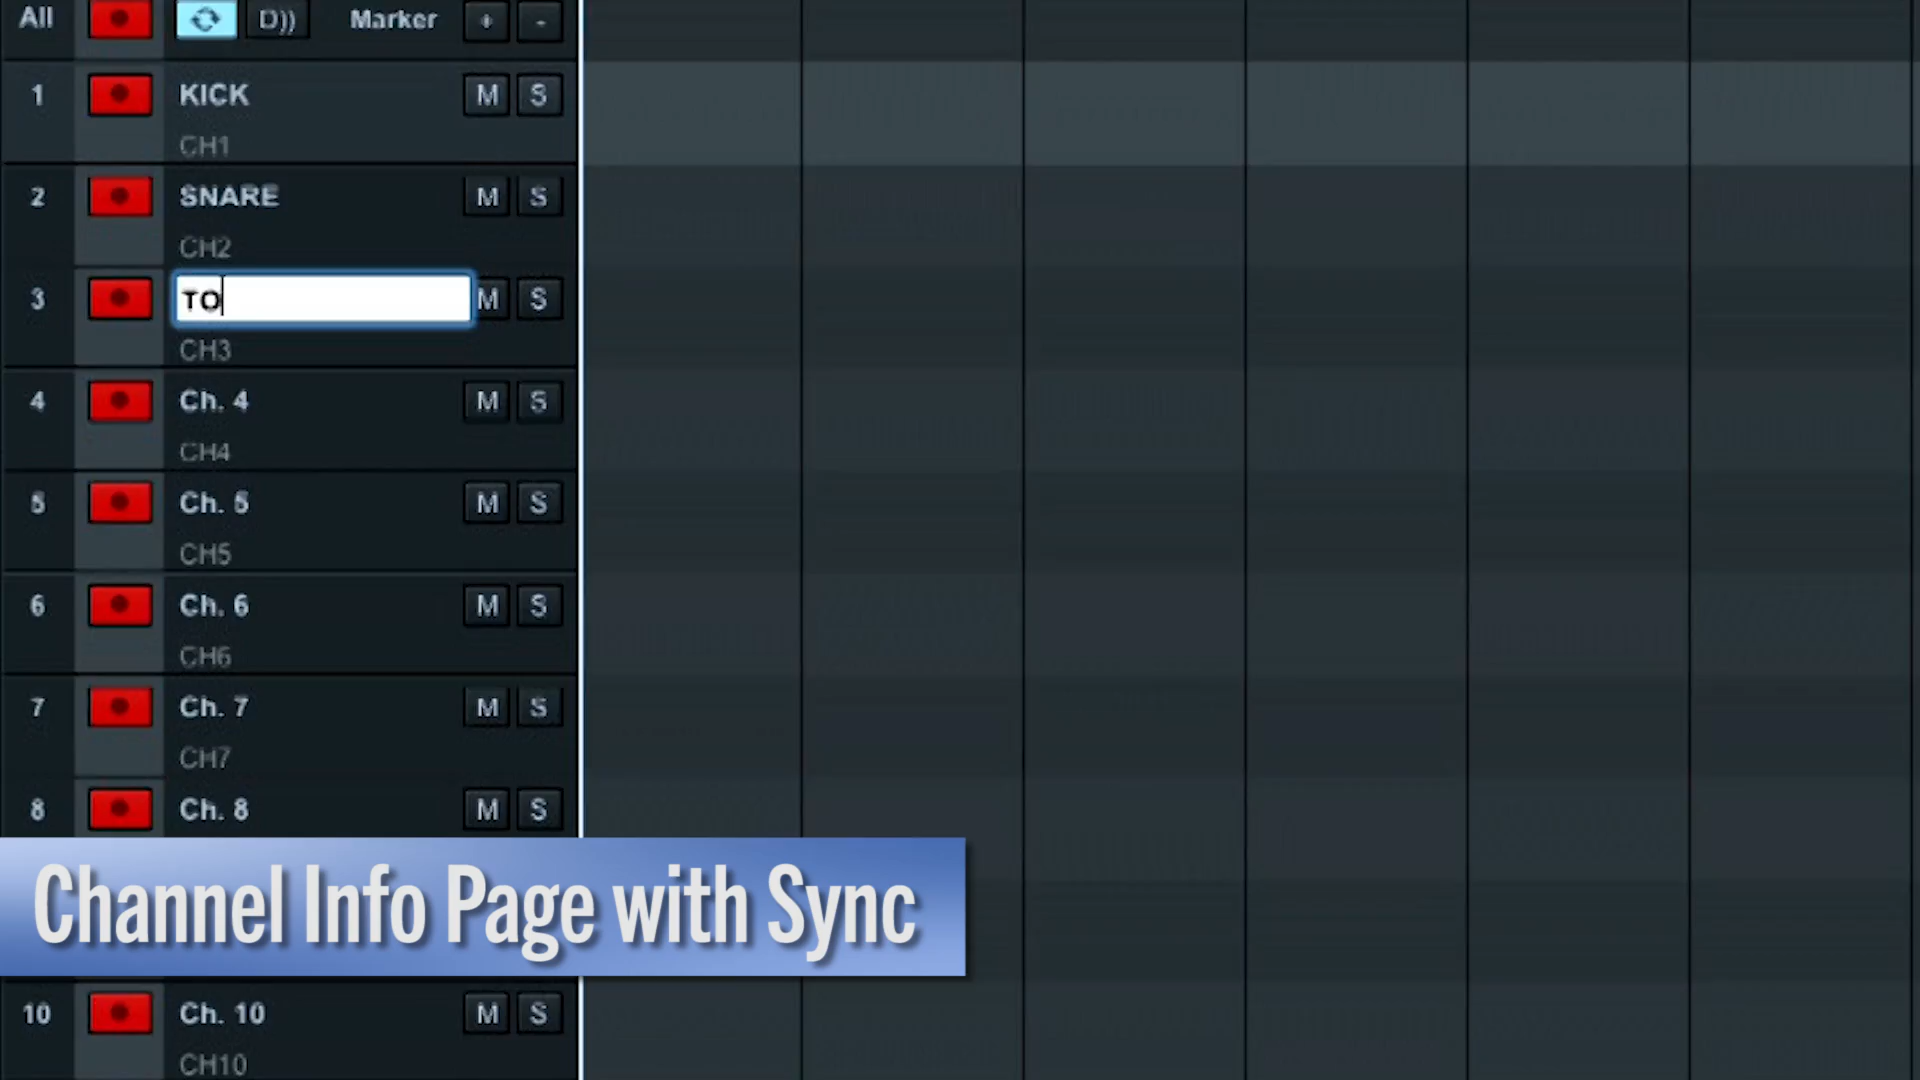 All D)) Marker + -
1 KICK M S
CH1
2 SNARE M S
CH2
3 TO M S
CH3
4 Ch. 4 M S
CH4
5 Ch. 5 M S
CH5
6 Ch. 6 M S
CH6
7 Ch. 7 M S
CH7
8 Ch. 8 M S
Channel Info Page with Sync
10 Ch. 10 M S
CH10